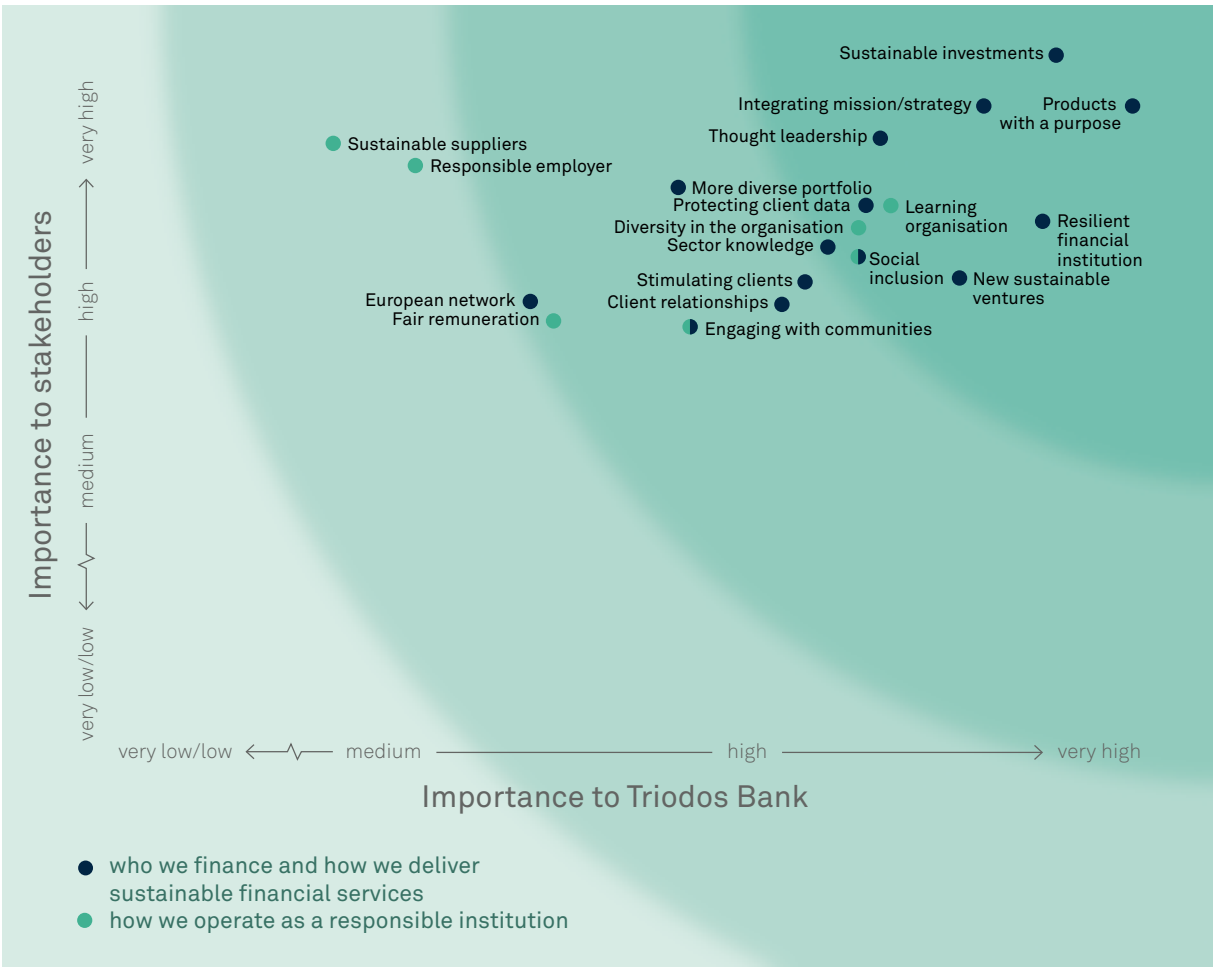 Sustainable investments
Integrating mission/strategy
Products
with a purpose
Thought leadership
Sustainable suppliers
Responsible employer
More diverse portfolio
Protecting client data
Learning
organisation
Diversity in the organisation
Resilient
financial
institution
Sector knowledge
Social
inclusion
Stimulating clients
New sustainable
ventures
European network
Client relationships
Fair remuneration
Engaging with communities
Importance to stakeholders
very high
high
medium
very low/low
very low/low
medium
high
very high
Importance to Triodos Bank
who we finance and how we deliver
sustainable financial services
how we operate as a responsible institution